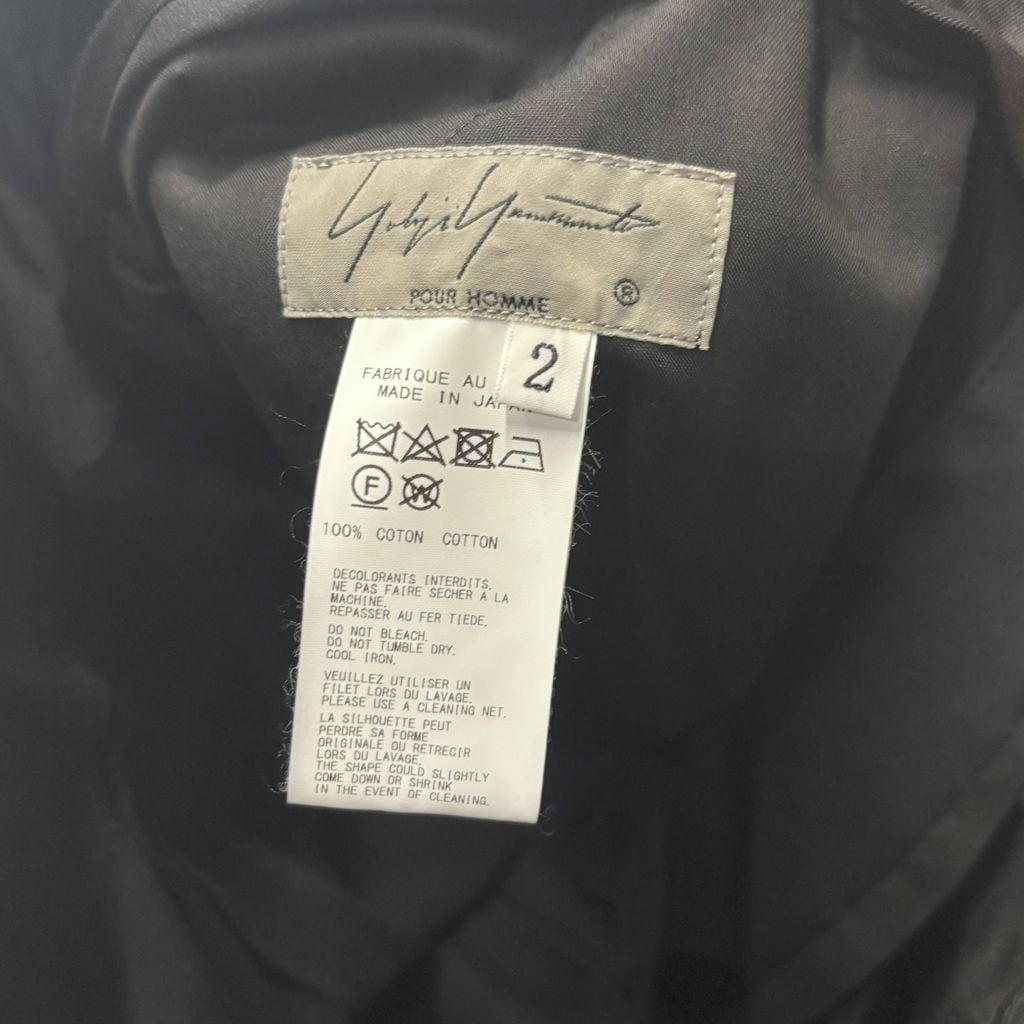 Yohji Yamamoto
POUR HOMME ®
2
FABRIQUE AU
MADE IN JAPAN
F
W
100% COTON COTTON
DECOLORANTS INTERDITS.
NE PAS FAIRE SECHER A LA
MACHINE.
REPASSER AU FER TIEDE.
DO NOT BLEACH.
DO NOT TUMBLE DRY.
COOL IRON.
VEUILLEZ UTILISER UN
FILET LORS DU LAVAGE.
PLEASE USE A CLEANING NET.
LA SILHOUETTE PEUT
PERDRE SA FORME
ORIGINALE OU RETRECIR
LORS DU LAVAGE.
THE SHAPE COULD SLIGHTLY
COME DOWN OR SHRINK
IN THE EVENT OF CLEANING.